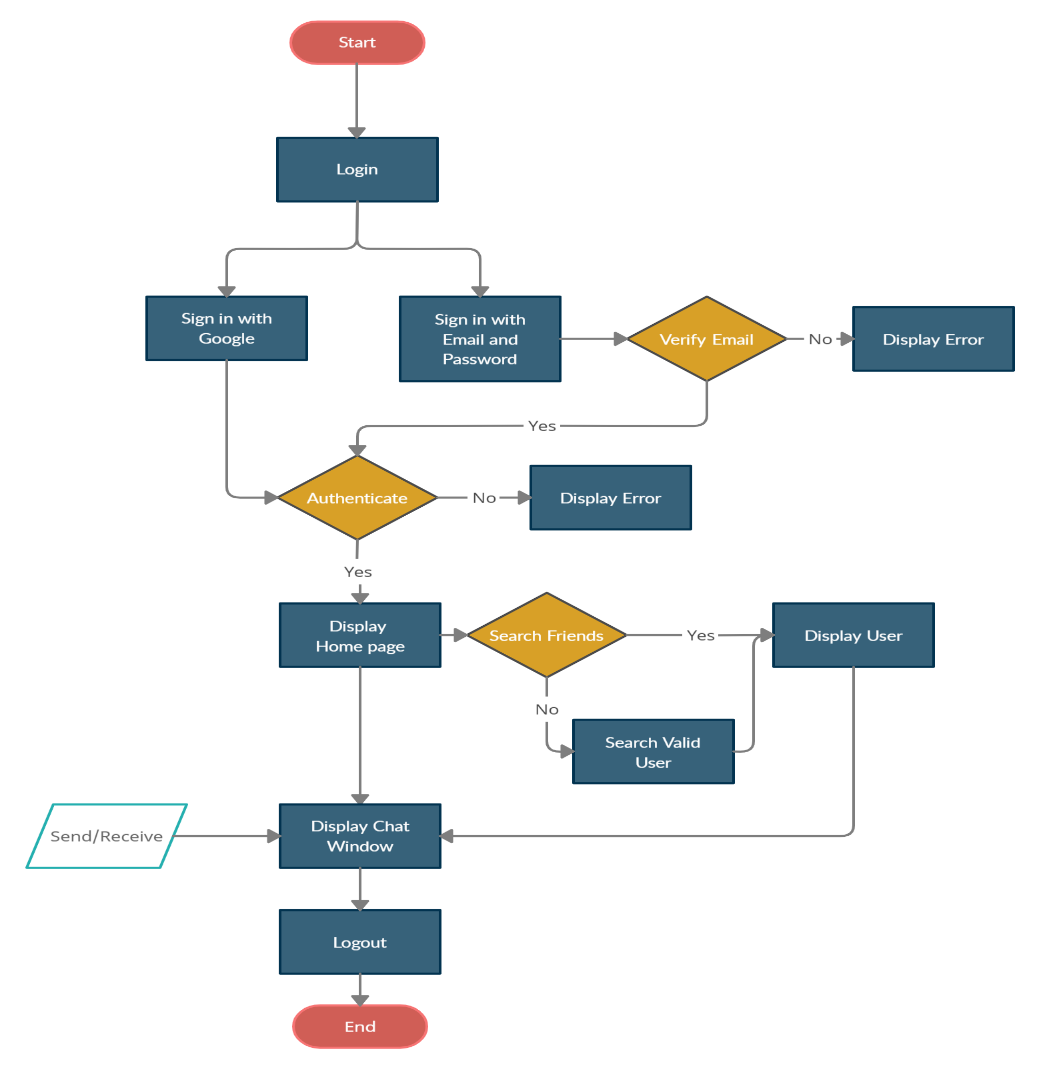 Start
Login
Sign in with
Google
Sign in with
Email and
Password
Verify Email
No
Display Error
Yes
Authenticate
No
Display Error
Yes
Display
Home page
Search Friends
Yes
Display User
No
Search Valid
User
Send/Receive
Display Chat
Window
Logout
End